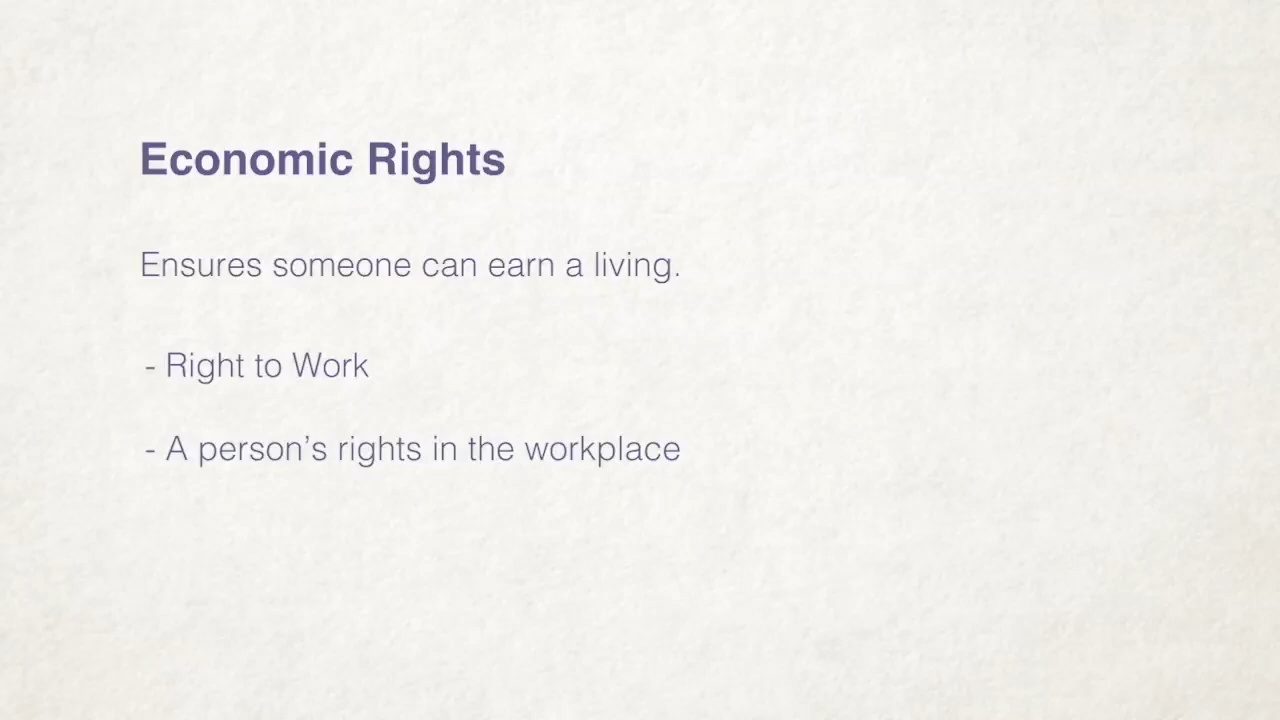 Economic Rights
Ensures someone can earn a living.
- Right to Work
- A person’s rights in the workplace